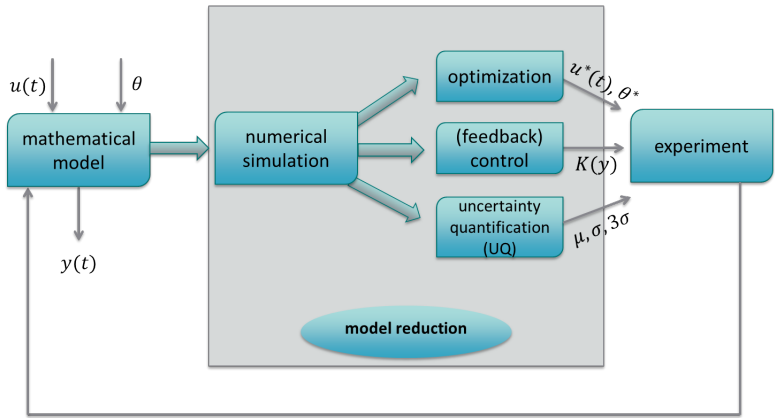 u(t)
θ
mathematical
model
y(t)
numerical
simulation
optimization
(feedback)
control
uncertainty
quantification
(UQ)
u*(t), θ*
K(y)
μ, σ, 3σ
experiment
model reduction